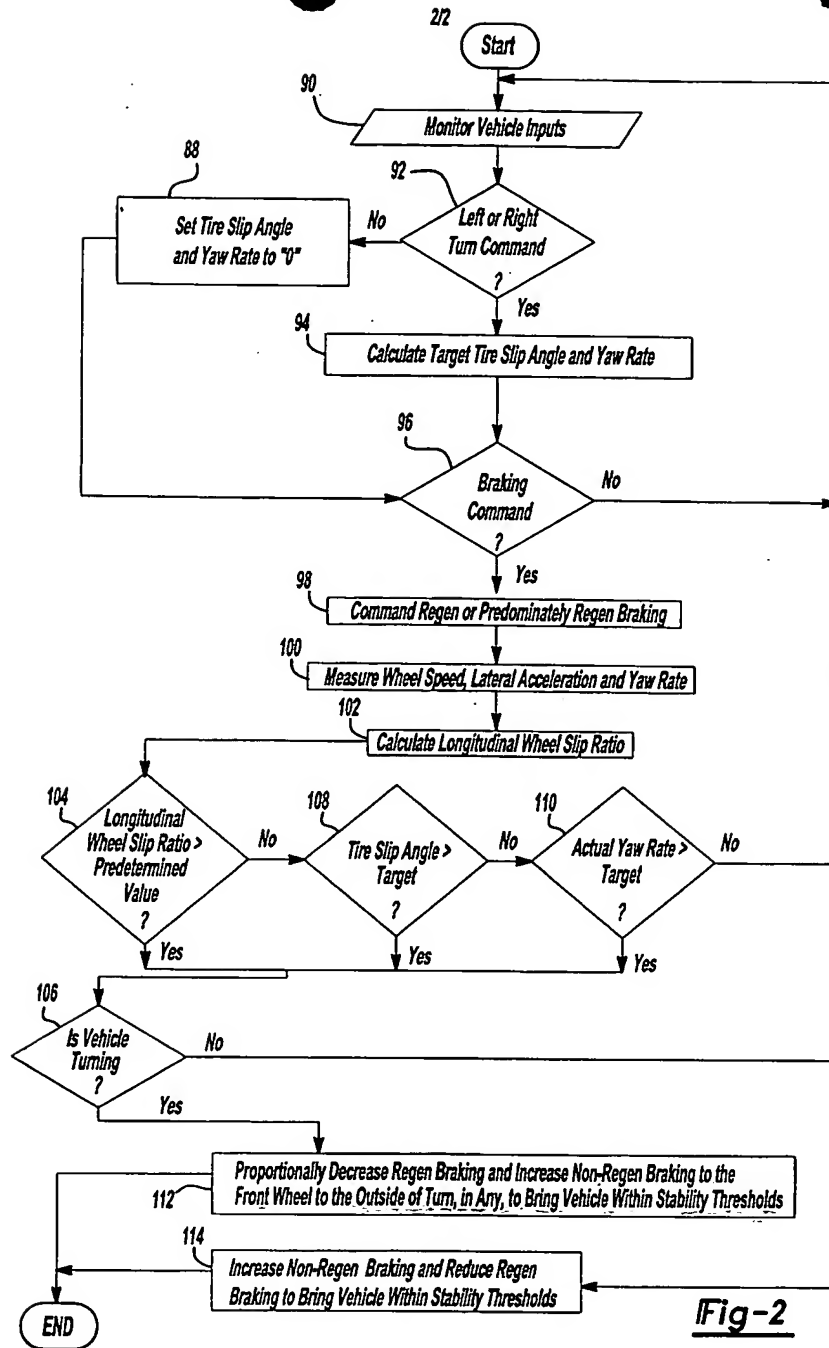 2/2
Start
90
Monitor Vehicle Inputs
88
Set Tire Slip Angle
and Yaw Rate to "0"
No
92
Left or Right
Turn Command
?
Yes
94
Calculate Target Tire Slip Angle and Yaw Rate
96
Braking
Command
?
No
Yes
98
Command Regen or Predominately Regen Braking
100
Measure Wheel Speed, Lateral Acceleration and Yaw Rate
102
Calculate Longitudinal Wheel Slip Ratio
104
Longitudinal
Wheel Slip Ratio >
Predetermined
Value
?
No
Yes
108
Tire Slip Angle >
Target
?
No
Yes
110
Actual Yaw Rate >
Target
?
No
Yes
106
Is Vehicle
Turning
?
No
Yes
112
Proportionally Decrease Regen Braking and Increase Non-Regen Braking to the
Front Wheel to the Outside of Turn, in Any, to Bring Vehicle Within Stability Thresholds
114
Increase Non-Regen Braking and Reduce Regen
Braking to Bring Vehicle Within Stability Thresholds
END
Fig-2